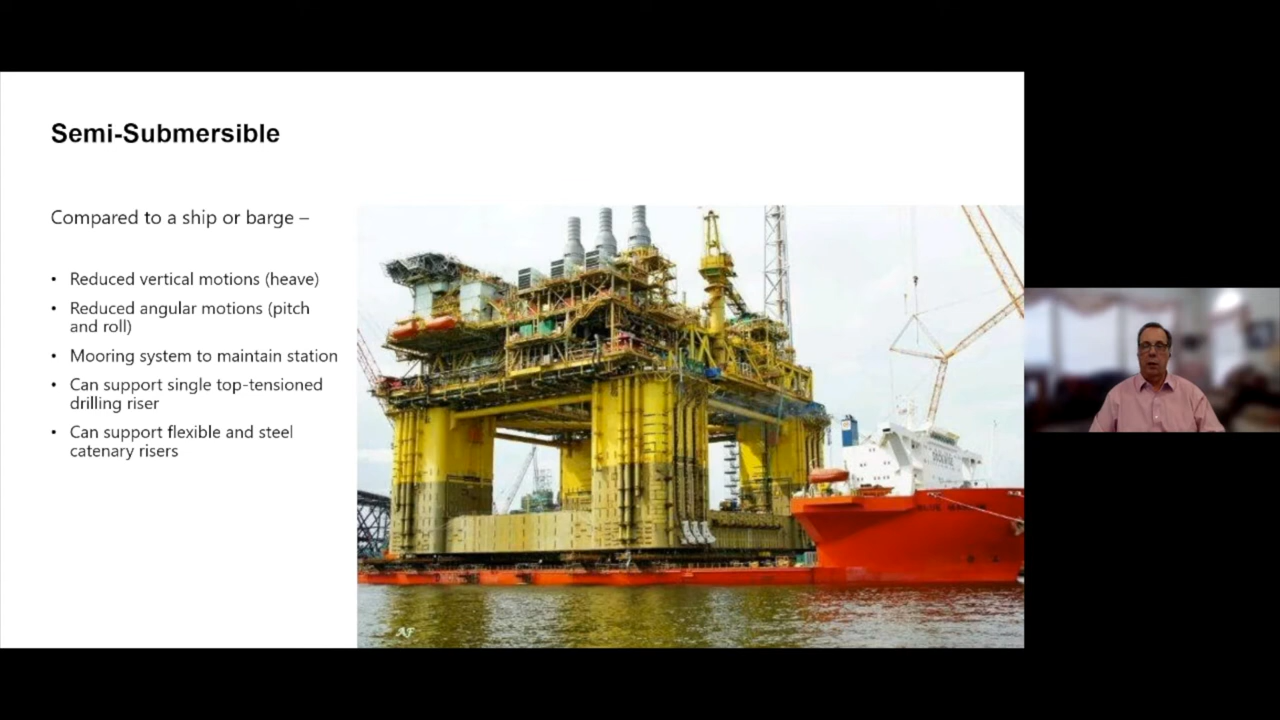 Semi-Submersible
Compared to a ship or barge –
• Reduced vertical motions (heave)
• Reduced angular motions (pitch
and roll)
• Mooring system to maintain station
• Can support single top-tensioned
drilling riser
• Can support flexible and steel
catenary risers
AF